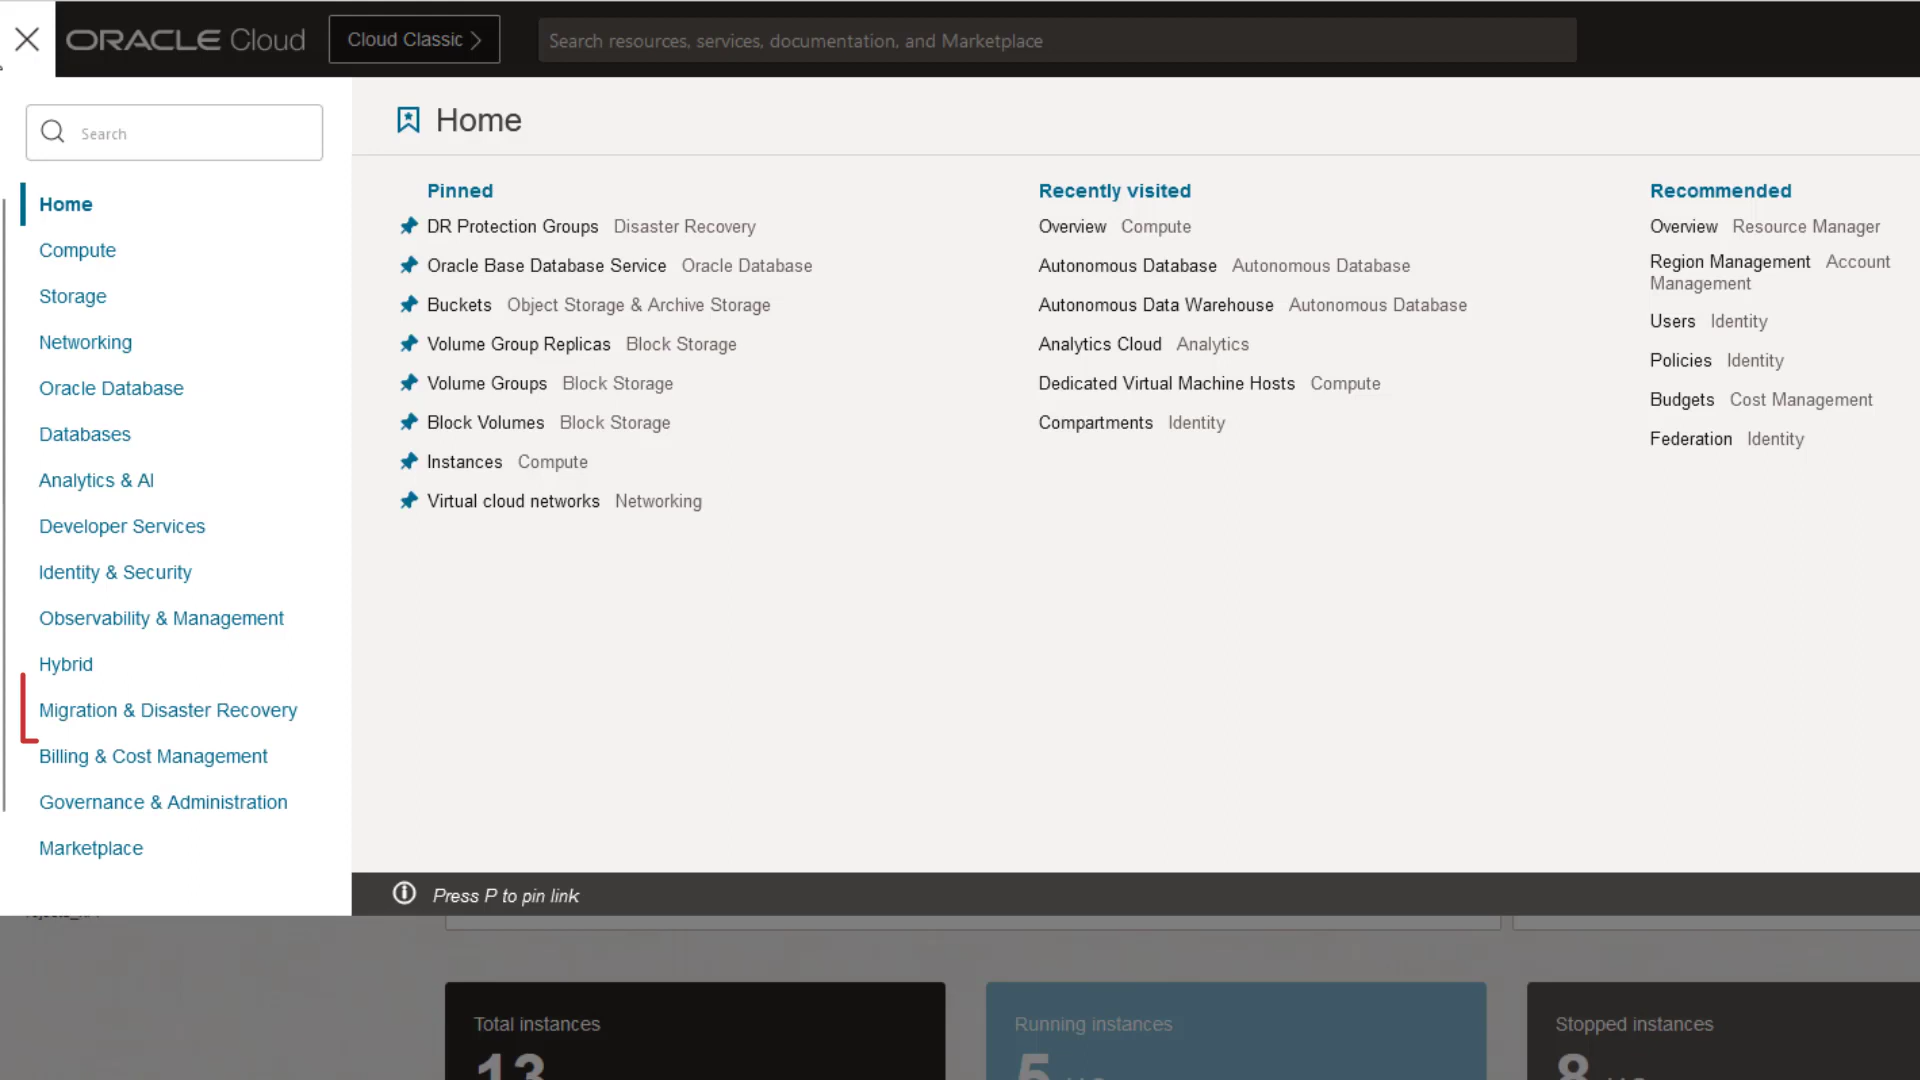 ORACLE Cloud
Cloud Classic
Search resources, services, documentation, and Marketplace
Search
Home
Compute
Storage
Networking
Oracle Database
Databases
Analytics & AI
Developer Services
Identity & Security
Observability & Management
Hybrid
Migration & Disaster Recovery
Billing & Cost Management
Governance & Administration
Marketplace
Home
Pinned
DR Protection Groups Disaster Recovery
Oracle Base Database Service Oracle Database
Buckets Object Storage & Archive Storage
Volume Group Replicas Block Storage
Volume Groups Block Storage
Block Volumes Block Storage
Instances Compute
Virtual cloud networks Networking
Recently visited
Overview Compute
Autonomous Database Autonomous Database
Autonomous Data Warehouse Autonomous Database
Analytics Cloud Analytics
Dedicated Virtual Machine Hosts Compute
Compartments Identity
Recommended
Overview Resource Manager
Region Management Account
Management
Users Identity
Policies Identity
Budgets Cost Management
Federation Identity
Press P to pin link
Total instances
13
Running instances
5
Stopped instances
8